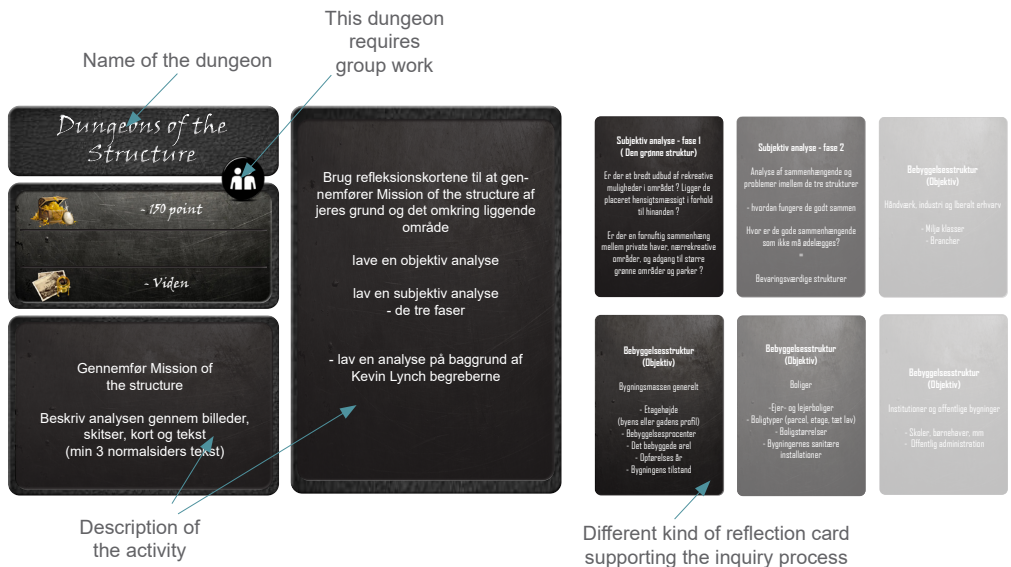 This dungeon
requires
group work
Name of the dungeon
Dungeons of the
Structure
- 150 point
- Viden
Gennemfør Mission of
the structure
Beskriv analysen gennem billeder,
skitser, kort og tekst
(min 3 normalsiders tekst)
Brug refleksionskortene til at gen-
nemfører Mission of the structure af
jeres grund og det omkring liggende
område
lave en objektiv analyse
lav en subjektiv analyse
- de tre faser
- lav en analyse på baggrund af
Kevin Lynch begreberne
Subjektiv analyse - fase 1
( Den grønne struktur)
Er der et bredt udbud af rekreative
muligheder i området ? Ligger de
placeret hensigtsmæssigt i forhold
til hinanden ?
Er der en fornuftig sammenhæng
mellem private haver, nærrekreative
områder, og adgang til større
grønne områder og parker ?
Subjektiv analyse - fase 2
Analyse af sammenhængende og
problemer imellem de tre strukturer
- hvordan fungere de godt sammen
Hvor er de gode sammenhængende
som ikke må ødelægges?
=
Bevaringsværdige strukturer
Bebyggelsesstruktur
(Objektiv)
Håndværk, industri og liberalt erhverv
- Miljø klasser
- Brancher
Bebyggelsesstruktur
(Objektiv)
Bygningsmassen generelt
- Etagehøjde
(byens eller gadens profil)
- Bebyggelsesprocenter
- Det bebyggede arel
- Opførelses år
- Bygningens tilstand
Bebyggelsesstruktur
(Objektiv)
Boliger
-Ejer- og lejerboliger
- Boligtyper (parcel, etage, tæt lav)
- Boligstørrelser
- Bygningernes sanitære
installationer
Bebyggelsesstruktur
(Objektiv)
Institutioner og offentlige bygninger
- Skoler, børnehaver, mm
- Offentlig administration
Description of
the activity
Different kind of reflection card
supporting the inquiry process